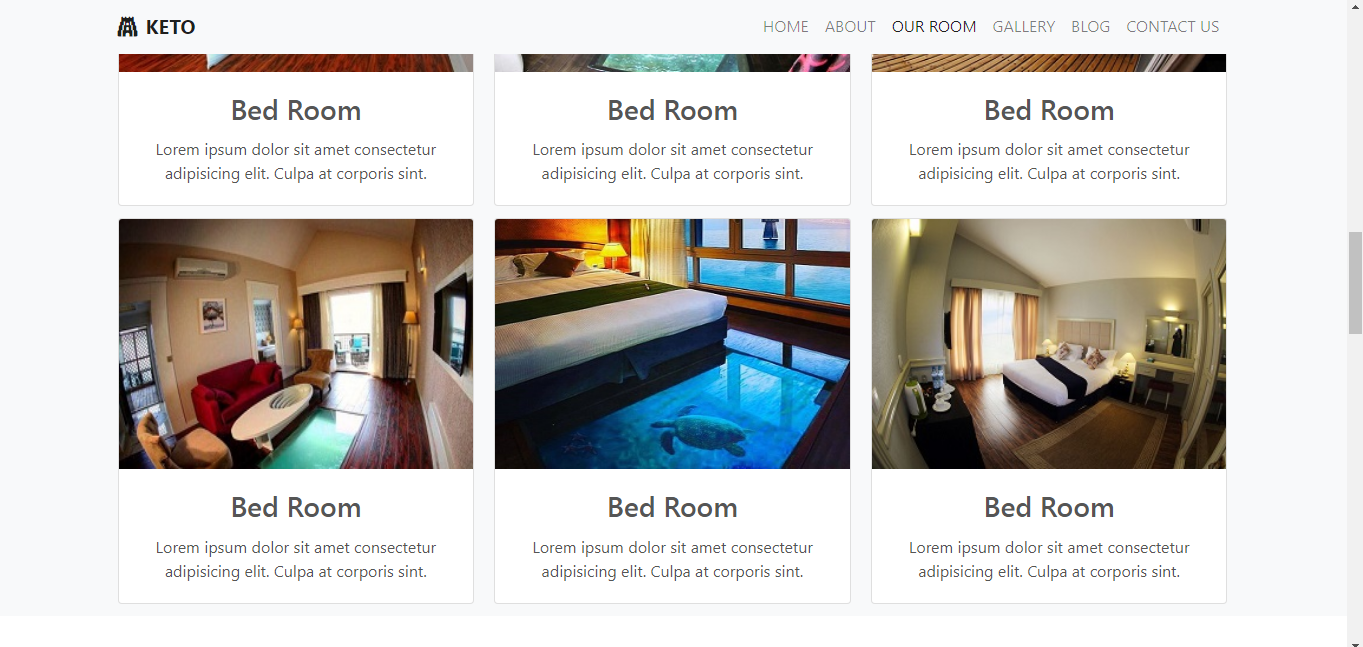 KETO
HOME ABOUT OUR ROOM GALLERY BLOG CONTACT US
Bed Room
Lorem ipsum dolor sit amet consectetur
adipisicing elit. Culpa at corporis sint.
Bed Room
Lorem ipsum dolor sit amet consectetur
adipisicing elit. Culpa at corporis sint.
Bed Room
Lorem ipsum dolor sit amet consectetur
adipisicing elit. Culpa at corporis sint.
Bed Room
Lorem ipsum dolor sit amet consectetur
adipisicing elit. Culpa at corporis sint.
Bed Room
Lorem ipsum dolor sit amet consectetur
adipisicing elit. Culpa at corporis sint.
Bed Room
Lorem ipsum dolor sit amet consectetur
adipisicing elit. Culpa at corporis sint.